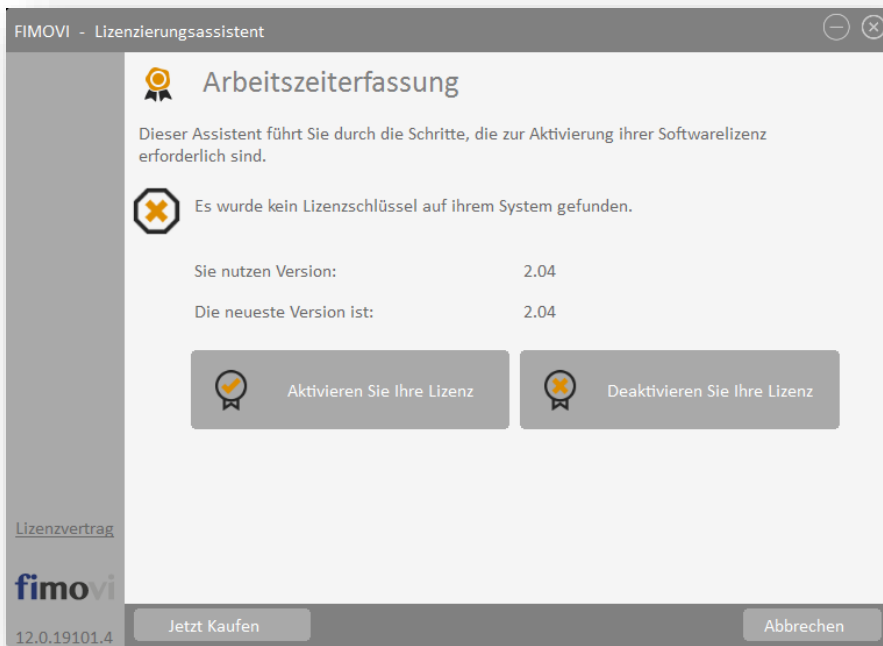 FIMOVI - Lizenzierungsassistent
Arbeitszeiterfassung
Dieser Assistent führt Sie durch die Schritte, die zur Aktivierung ihrer Softwarelizenz
erforderlich sind.
Es wurde kein Lizenzschlüssel auf ihrem System gefunden.
Sie nutzen Version: 2.04
Die neueste Version ist: 2.04
Aktivieren Sie Ihre Lizenz
Deaktivieren Sie Ihre Lizenz
Lizenzvertrag
fimovi
12.0.19101.4
Jetzt Kaufen
Abbrechen